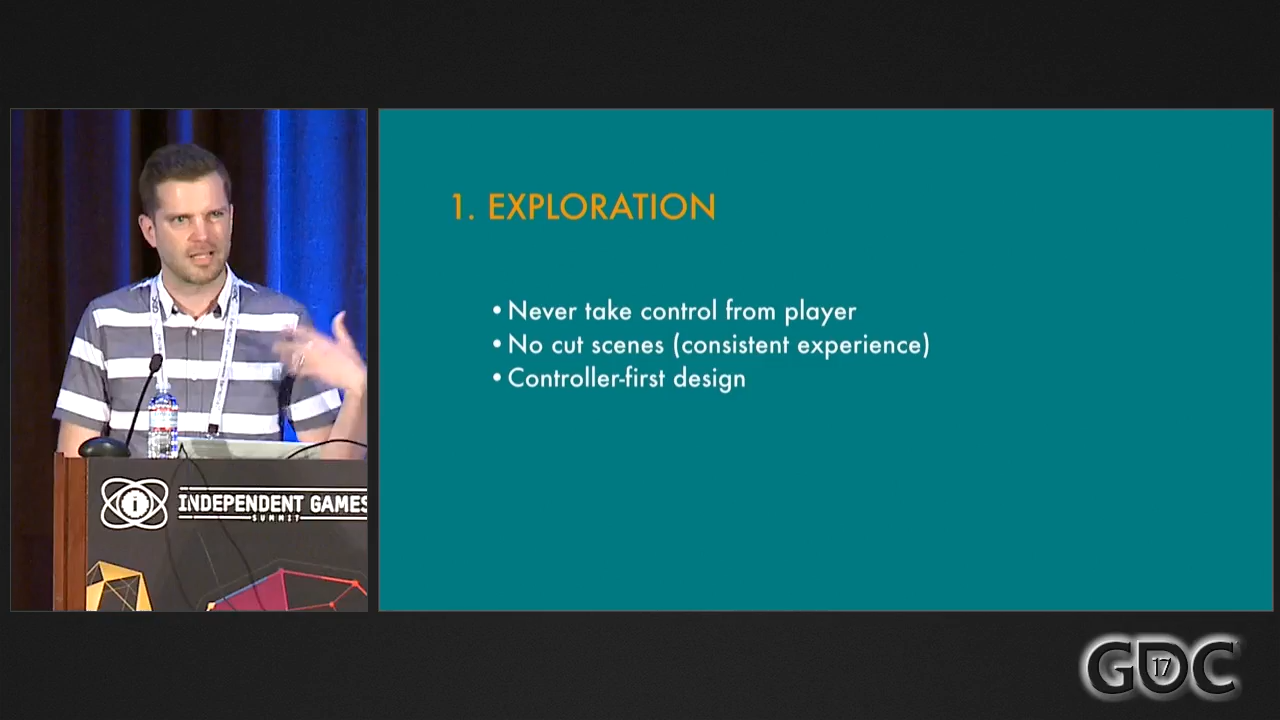 1. EXPLORATION
• Never take control from player
• No cut scenes (consistent experience)
• Controller-first design
i
INDEPENDENT GAMES
SUMMIT
GDC
17